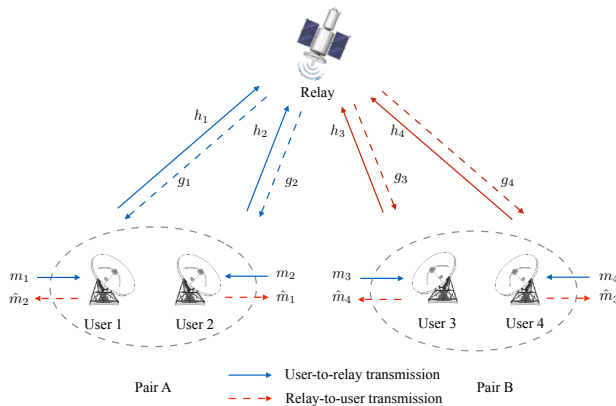 Relay
h₁
h₂
h₃
h₄
g₁
g₂
g₃
g₄
m₁
m₂
m₃
m₄
m̂₂
m̂₁
m̂₄
m̂₃
User 1
User 2
User 3
User 4
Pair A
User-to-relay transmission
Relay-to-user transmission
Pair B